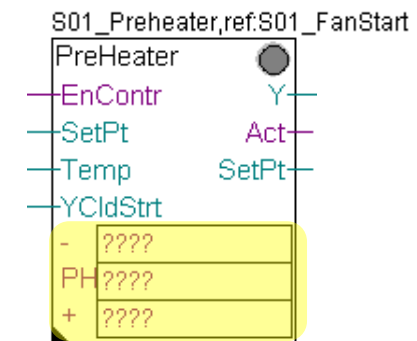 S01_Preheater,ref:S01_FanStart
PreHeater
EnContr Y
SetPt Act
Temp SetPt
YCldStrt
- ????
PH ????
+ ????